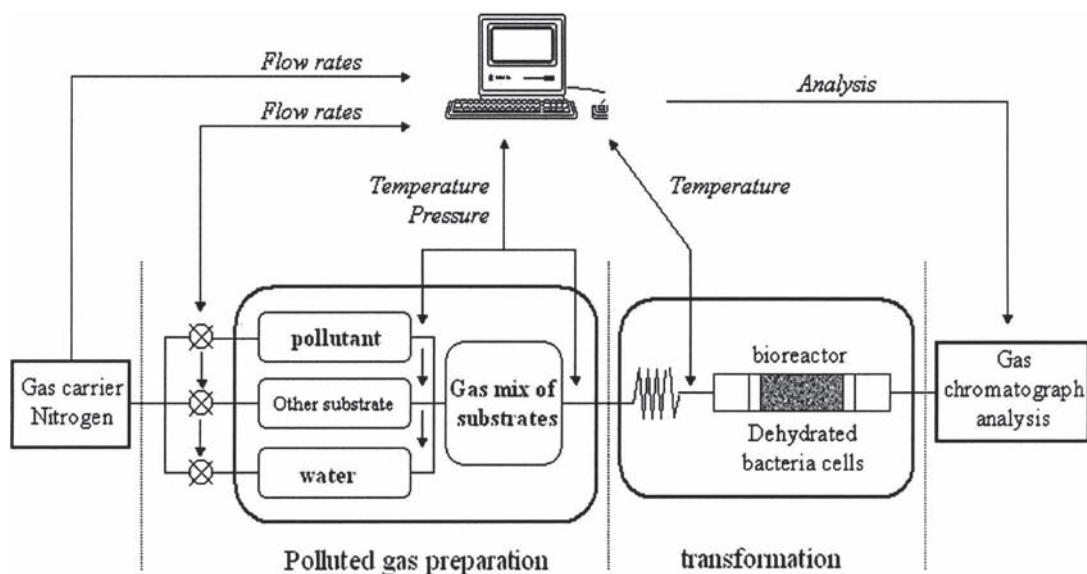 Flow rates
Flow rates
Analysis
Temperature
Pressure
Temperature
Gas carrier
Nitrogen
pollutant
Other substrate
water
Gas mix of
substrates
bioreactor
Dehydrated
bacteria cells
Gas
chromatograph
analysis
Polluted gas preparation
transformation